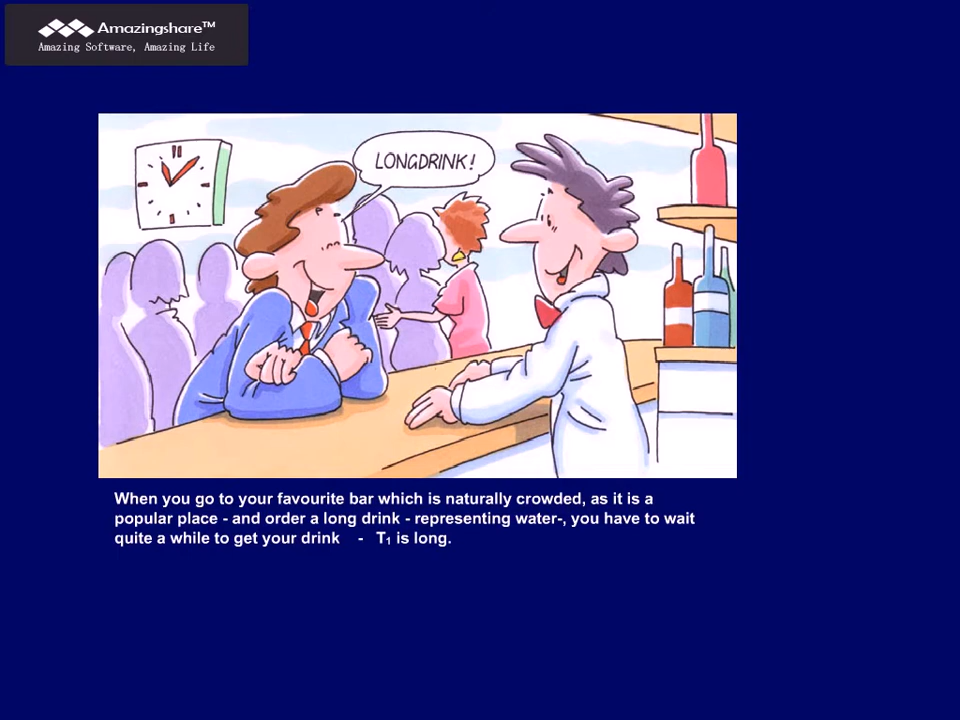 Amazingshare™
Amazing Software, Amazing Life
LONGDRINK!
When you go to your favourite bar which is naturally crowded, as it is a
popular place - and order a long drink - representing water-, you have to wait
quite a while to get your drink - T₁ is long.